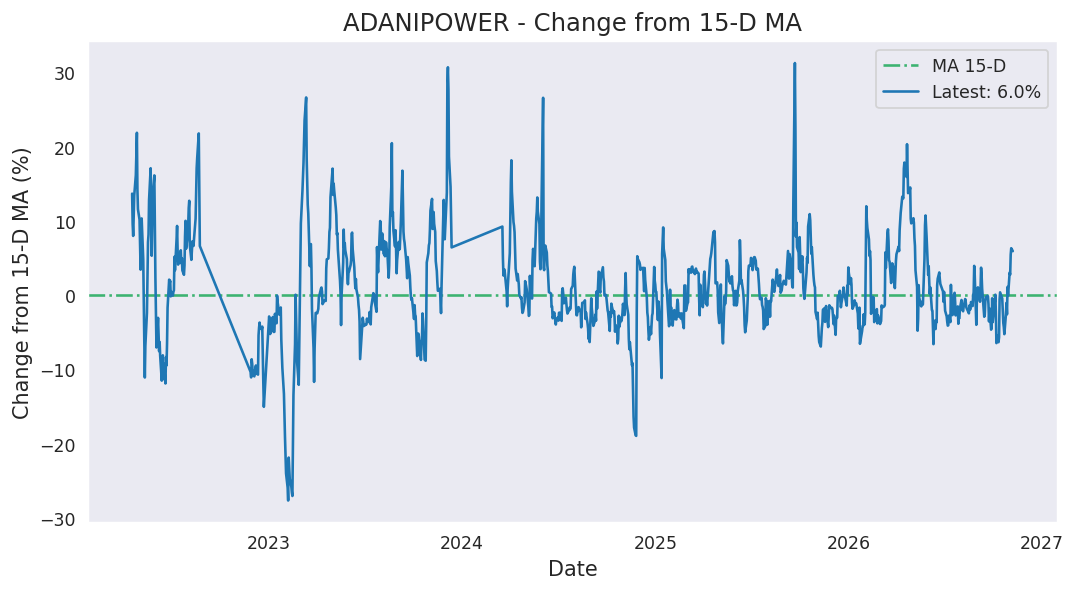 ADANIPOWER - Change from 15-D MA
Change from 15-D MA (%)
30
20
10
0
−10
−20
−30
MA 15-D
Latest: 6.0%
2023
2024
2025
2026
2027
Date